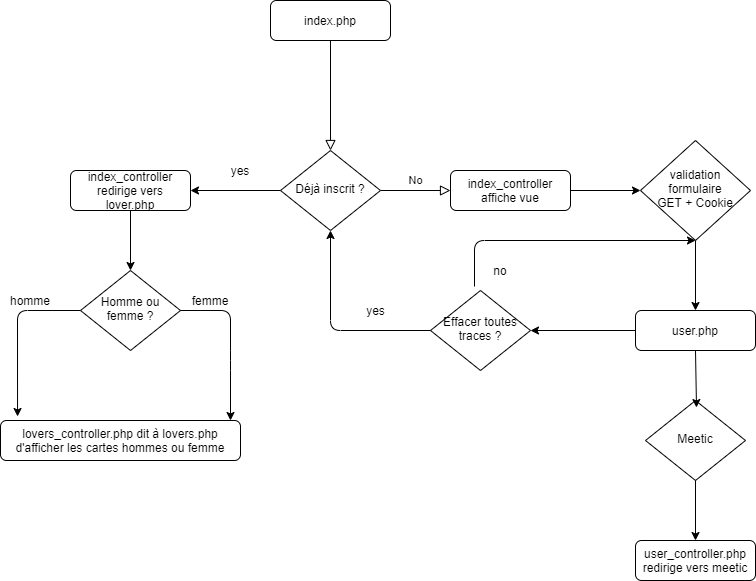 index.php
yes
Déjà inscrit ?
No
index_controller
redirige vers
lover.php
index_controller
affiche vue
validation
formulaire
GET + Cookie
no
homme
Homme ou
femme ?
femme
yes
Effacer toutes
traces ?
user.php
lovers_controller.php dit à lovers.php
d'afficher les cartes hommes ou femme
Meetic
user_controller.php
redirige vers meetic